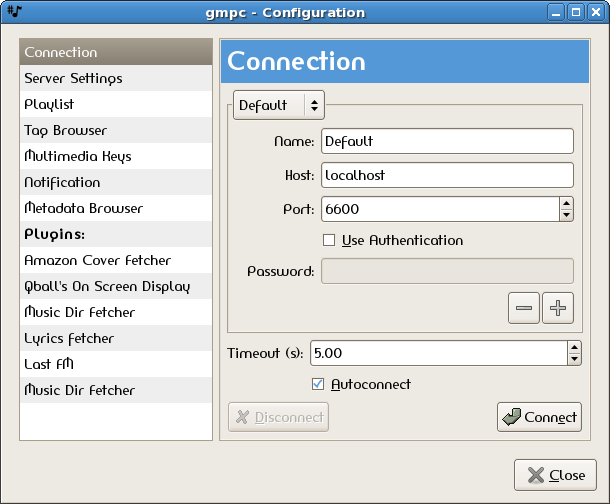 gmpc - Configuration
Connection
Server Settings
Playlist
Tag Browser
Multimedia Keys
Notification
Metadata Browser
Plugins:
Amazon Cover fetcher
Qball's On Screen Display
Music Dir fetcher
Lyrics fetcher
Last FM
Music Dir fetcher
Connection
Default
Name: Default
Host: localhost
Port: 6600
Use Authentication
Password:
Timeout (s): 5.00
Autoconnect
Disconnect Connect
Close